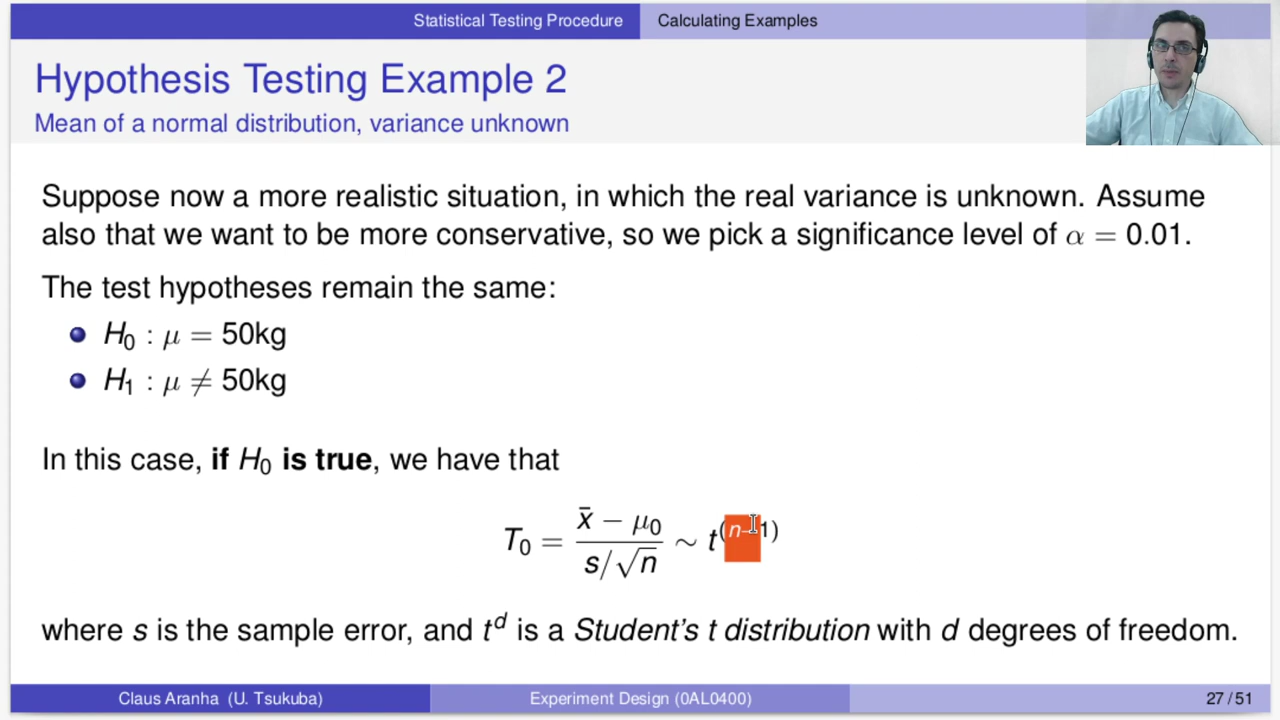 Statistical Testing Procedure Calculating Examples
Hypothesis Testing Example 2
Mean of a normal distribution, variance unknown
Suppose now a more realistic situation, in which the real variance is unknown. Assume
also that we want to be more conservative, so we pick a significance level of α = 0.01.
The test hypotheses remain the same:
H₀ : μ = 50kg
H₁ : μ ≠ 50kg
In this case, if H₀ is true, we have that
T₀ = (x̄ − μ₀) / (s/√n) ∼ t⁽ⁿ⁻¹⁾
where s is the sample error, and tᵈ is a Student's t distribution with d degrees of freedom.
Claus Aranha (U. Tsukuba) Experiment Design (0AL0400) 27 / 51